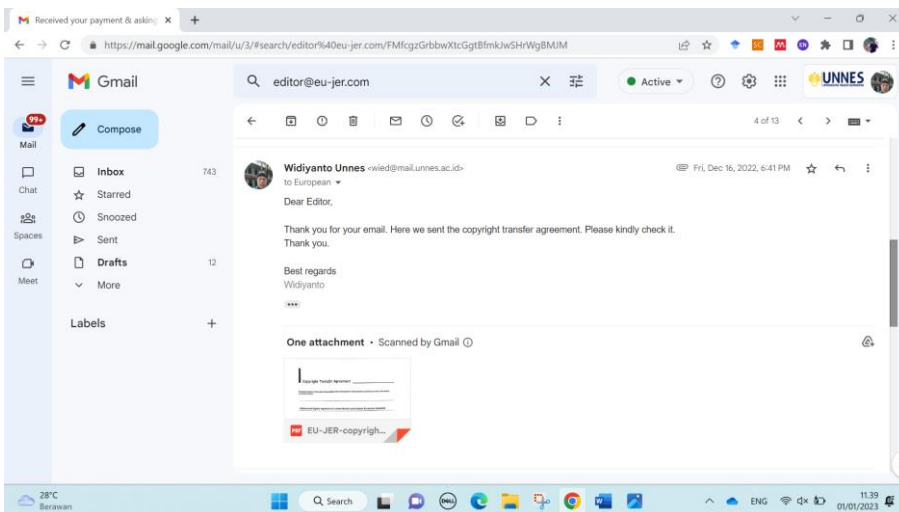 Received your payment & asking
https://mail.google.com/mail/u/3/#search/editor%40eu-jer.com/FMfcgzGrbbwXtcGgtBfmkJwSHrWgBMJM
Gmail
editor@eu-jer.com
Active
UNNES
99+
Mail
Chat
Spaces
Meet
Compose
Inbox 743
Starred
Snoozed
Sent
Drafts 12
More
Labels
4 of 13
Widiyanto Unnes <wied@mail.unnes.ac.id>
Fri, Dec 16, 2022, 6:41 PM
to European
Dear Editor,
Thank you for your email. Here we sent the copyright transfer agreement. Please kindly check it.
Thank you.
Best regards
Widiyanto
One attachment • Scanned by Gmail
Copyright Transfer Agreement
PDF EU-JER-copyrigh...
28°C
Berawan
Search
DELL
ENG
11.39
01/01/2023